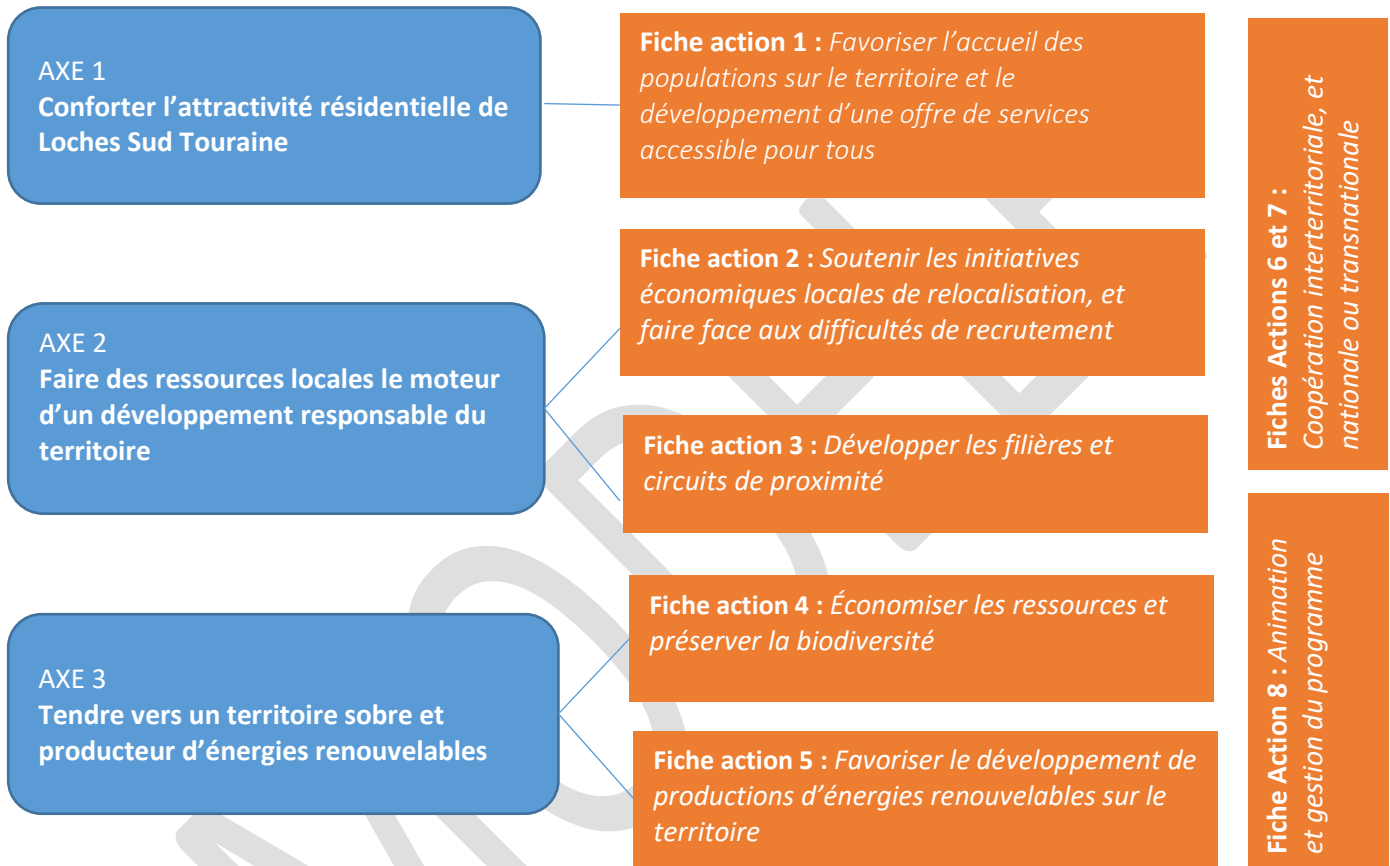 AXE 1
Conforter l’attractivité résidentielle de
Loches Sud Touraine
Fiche action 1 : Favoriser l’accueil des
populations sur le territoire et le
développement d’une offre de services
accessible pour tous
AXE 2
Faire des ressources locales le moteur
d’un développement responsable du
territoire
Fiche action 2 : Soutenir les initiatives
économiques locales de relocalisation, et
faire face aux difficultés de recrutement
Fiche action 3 : Développer les filières et
circuits de proximité
AXE 3
Tendre vers un territoire sobre et
producteur d’énergies renouvelables
Fiche action 4 : Économiser les ressources et
préserver la biodiversité
Fiche action 5 : Favoriser le développement de
productions d’énergies renouvelables sur le
territoire
Fiches Actions 6 et 7 :
Coopération interterritoriale, et
nationale ou transnationale
Fiche Action 8 : Animation
et gestion du programme